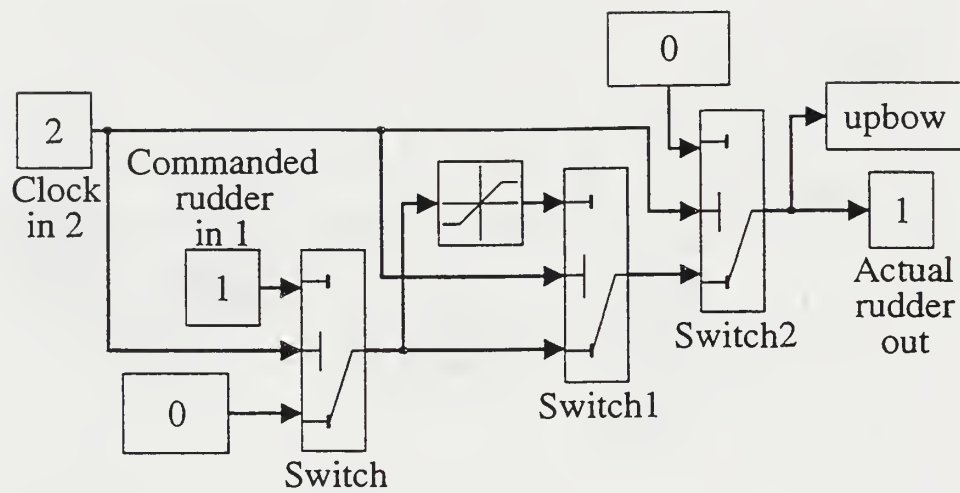 0
2
upbow
Clock
in 2
Commanded
rudder
in 1
1
1
Actual
rudder
out
Switch2
Switch1
0
Switch